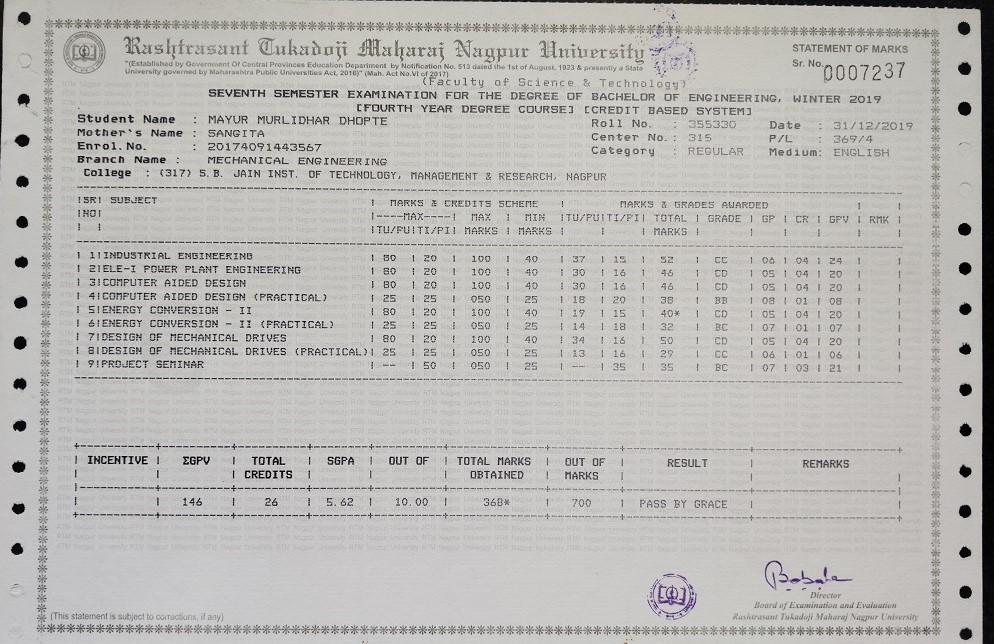 Rashtrasant Tukadoji Maharaj Nagpur University
STATEMENT OF MARKS
"(Established by Government Of Central Provinces Education Department by Notification No. 513 dated the 1st of August, 1923 & presently a State
University governed by Maharashtra Public Universities Act, 2016)" (Mah. Act No.VI of 2017)
Sr. No. 0007237
(Faculty of Science & Technology)
SEVENTH SEMESTER EXAMINATION FOR THE DEGREE OF BACHELOR OF ENGINEERING, WINTER 2019
[FOURTH YEAR DEGREE COURSE] [CREDIT BASED SYSTEM]
Student Name : MAYUR MURLIDHAR DHOPTE Roll No. : 355330 Date : 31/12/2019
Mother's Name : SANGITA Center No.: 315 P/L : 369/4
Enrol.No. : 20174091443567 Category : REGULAR Medium: ENGLISH
Branch Name : MECHANICAL ENGINEERING
College : (317) S.B. JAIN INST. OF TECHNOLOGY, MANAGEMENT & RESEARCH, NAGPUR
|SR| SUBJECT | MARKS & CREDITS SCHEME | MARKS & GRADES AWARDED | |
|NO| |----MAX----| MAX | MIN |TU/PU|TI/PI| TOTAL | GRADE | GP | CR | GPV | RMK |
| | |TU/PU|TI/PI| MARKS | MARKS | | | MARKS | | | | | |
| 1|INDUSTRIAL ENGINEERING | 80 | 20 | 100 | 40 | 37 | 15 | 52 | CC | 06 | 04 | 24 | |
| 2|ELE-I POWER PLANT ENGINEERING | 80 | 20 | 100 | 40 | 30 | 16 | 46 | CD | 05 | 04 | 20 | |
| 3|COMPUTER AIDED DESIGN | 80 | 20 | 100 | 40 | 30 | 16 | 46 | CD | 05 | 04 | 20 | |
| 4|COMPUTER AIDED DESIGN (PRACTICAL) | 25 | 25 | 050 | 25 | 18 | 20 | 38 | BB | 08 | 01 | 08 | |
| 5|ENERGY CONVERSION - II | 80 | 20 | 100 | 40 | 19 | 15 | 40* | CD | 05 | 04 | 20 | |
| 6|ENERGY CONVERSION - II (PRACTICAL) | 25 | 25 | 050 | 25 | 14 | 18 | 32 | BC | 07 | 01 | 07 | |
| 7|DESIGN OF MECHANICAL DRIVES | 80 | 20 | 100 | 40 | 34 | 16 | 50 | CD | 05 | 04 | 20 | |
| 8|DESIGN OF MECHANICAL DRIVES (PRACTICAL)| 25 | 25 | 050 | 25 | 13 | 16 | 29 | CC | 06 | 01 | 06 | |
| 9|PROJECT SEMINAR | -- | 50 | 050 | 25 | -- | 35 | 35 | BC | 07 | 03 | 21 | |
| INCENTIVE | ΣGPV | TOTAL | SGPA | OUT OF | TOTAL MARKS | OUT OF | RESULT | REMARKS |
| | | CREDITS | | | OBTAINED | MARKS | | |
| | 146 | 26 | 5.62 | 10.00 | 368* | 700 | PASS BY GRACE | |
Director
Board of Examination and Evaluation
(This statement is subject to corrections, if any)
Rashtrasant Tukadoji Maharaj Nagpur University